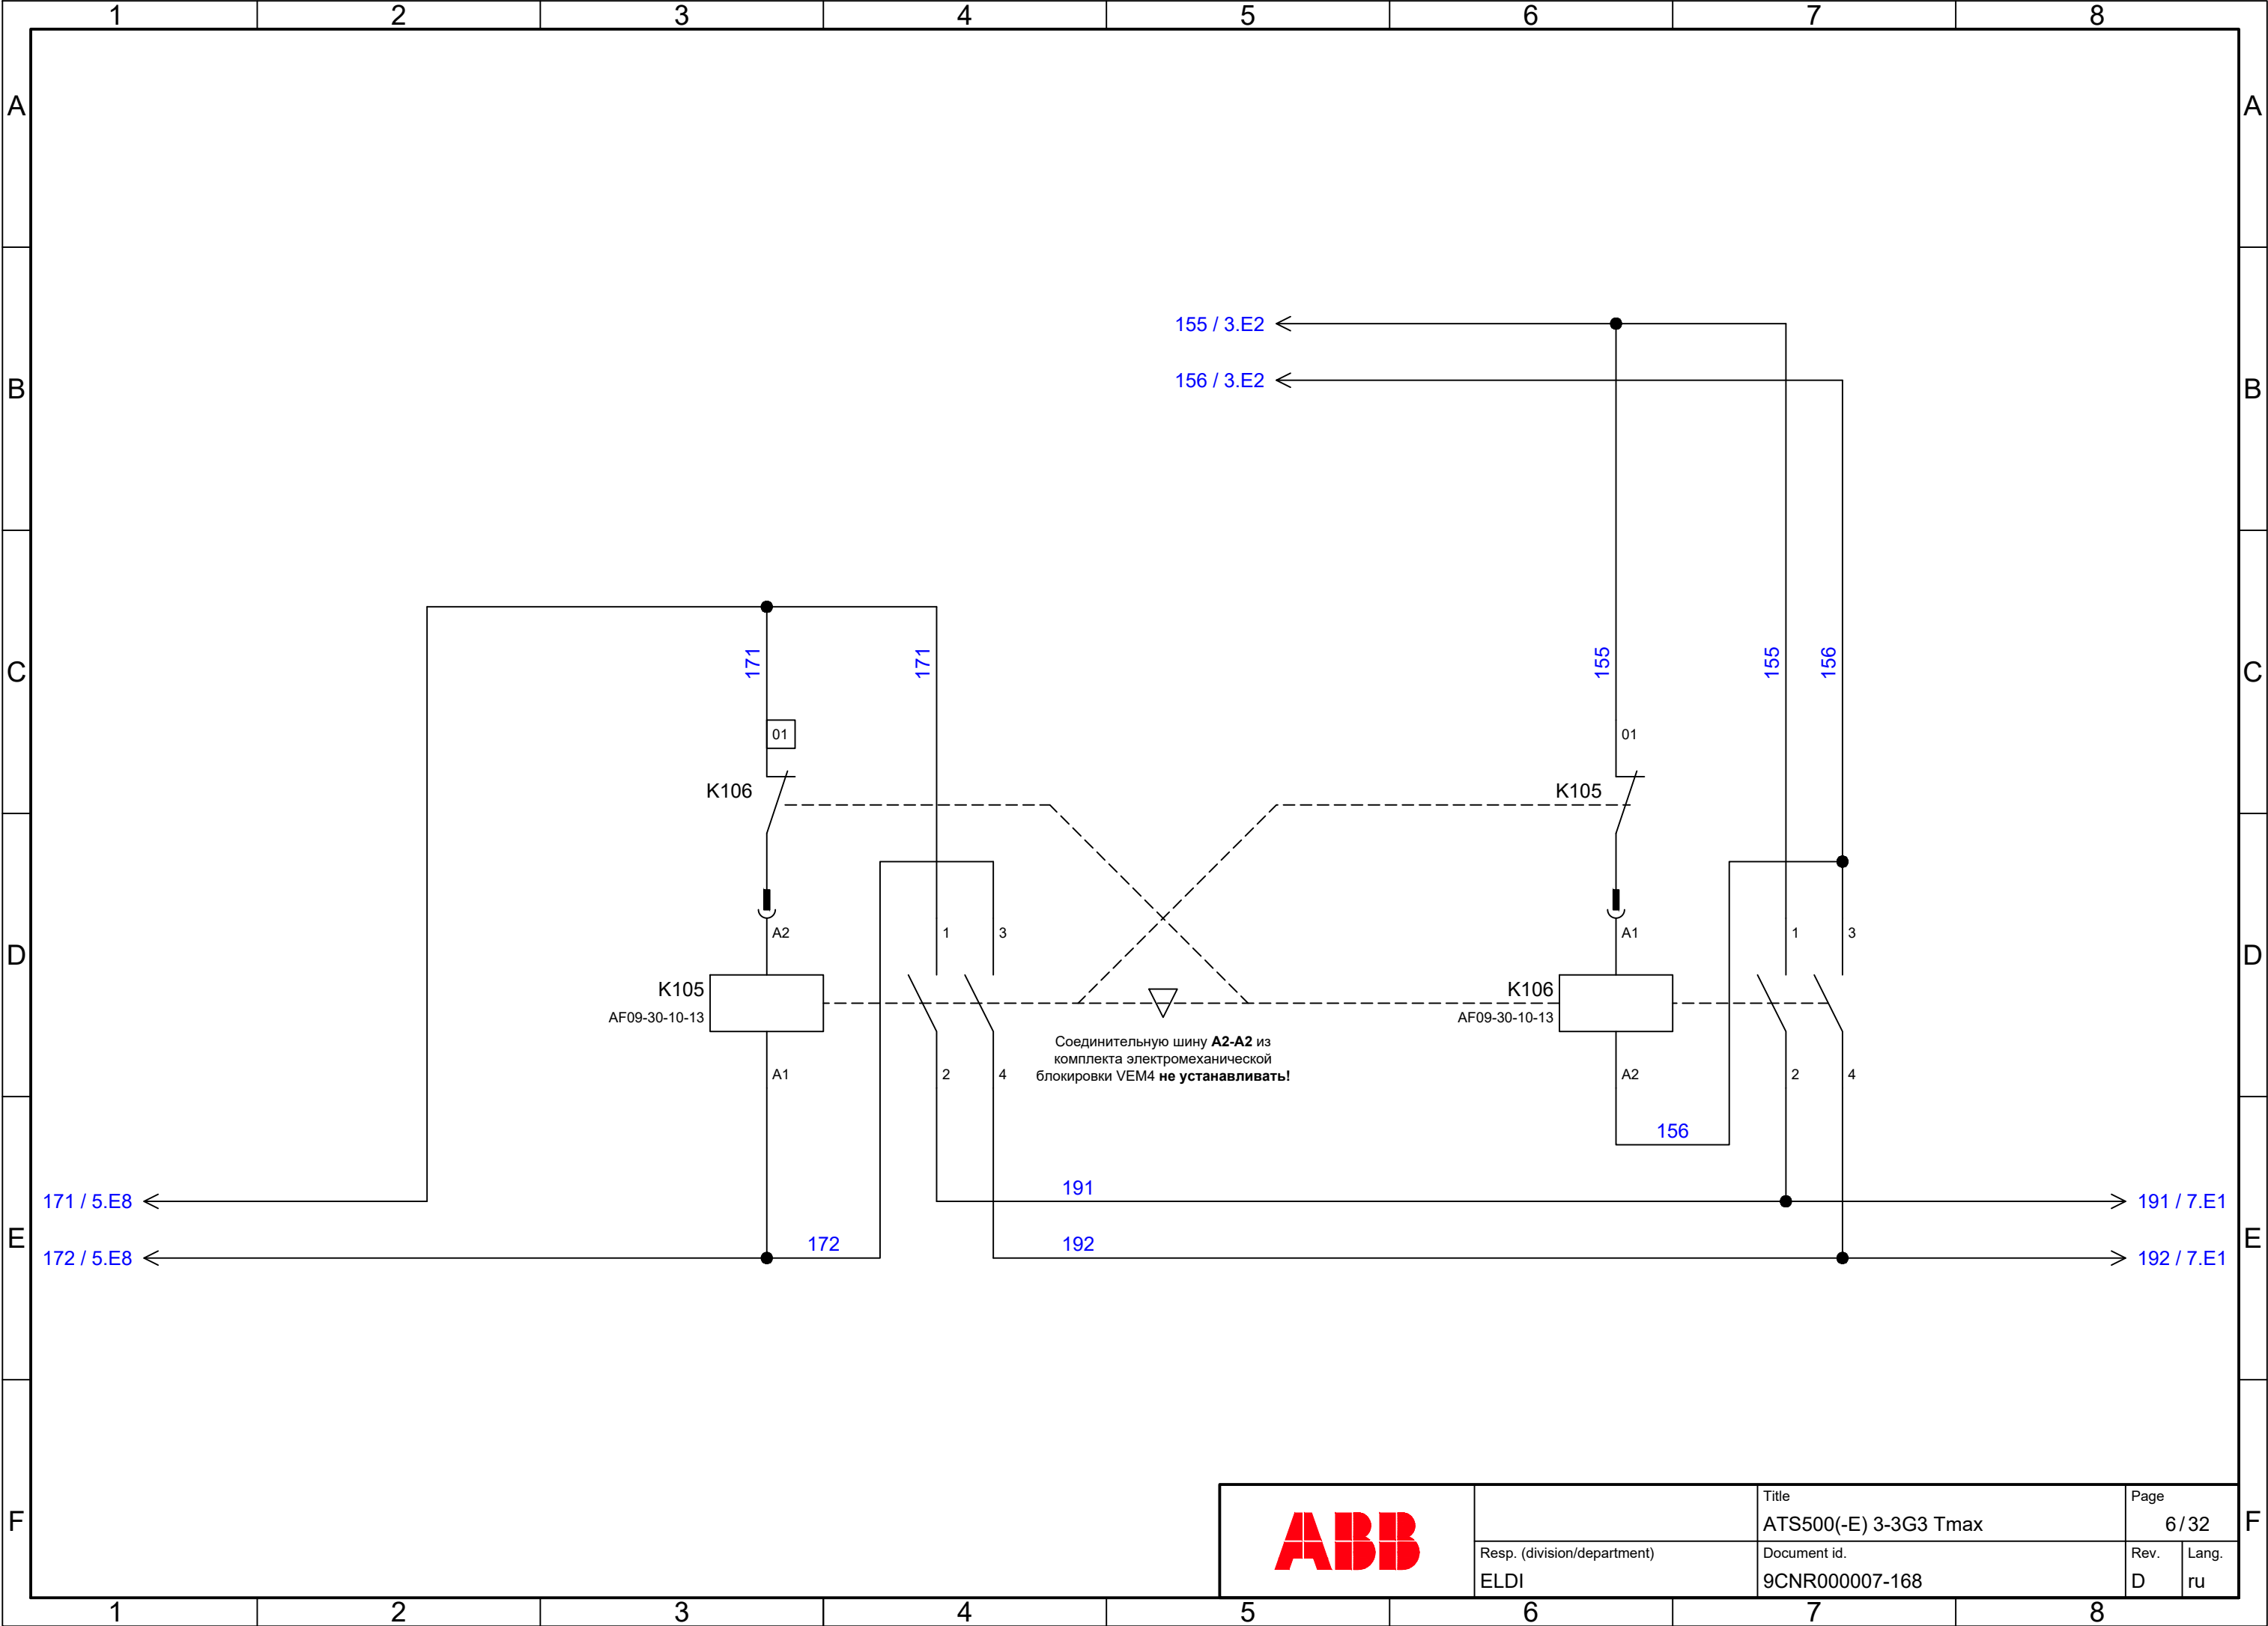 1 2 3 4 5 6 7 8
A A
155 / 3.E2
156 / 3.E2
B B
171 171 155 155 156
C C
01 01
K106 K105
A2 1 3 A1 1 3
D D
K105 K106
AF09-30-10-13 AF09-30-10-13
Соединительную шину A2-A2 из
комплекта электромеханической
блокировки VEM4 не устанавливать!
A1 2 4 A2 2 4
156
191
171 / 5.E8 191 / 7.E1
E E
172 192
172 / 5.E8 192 / 7.E1
F F
ABB
Title
ATS500(-E) 3-3G3 Tmax
Page
6 / 32
Resp. (division/department)
ELDI
Document id.
9CNR000007-168
Rev.
D
Lang.
ru
1 2 3 4 5 6 7 8